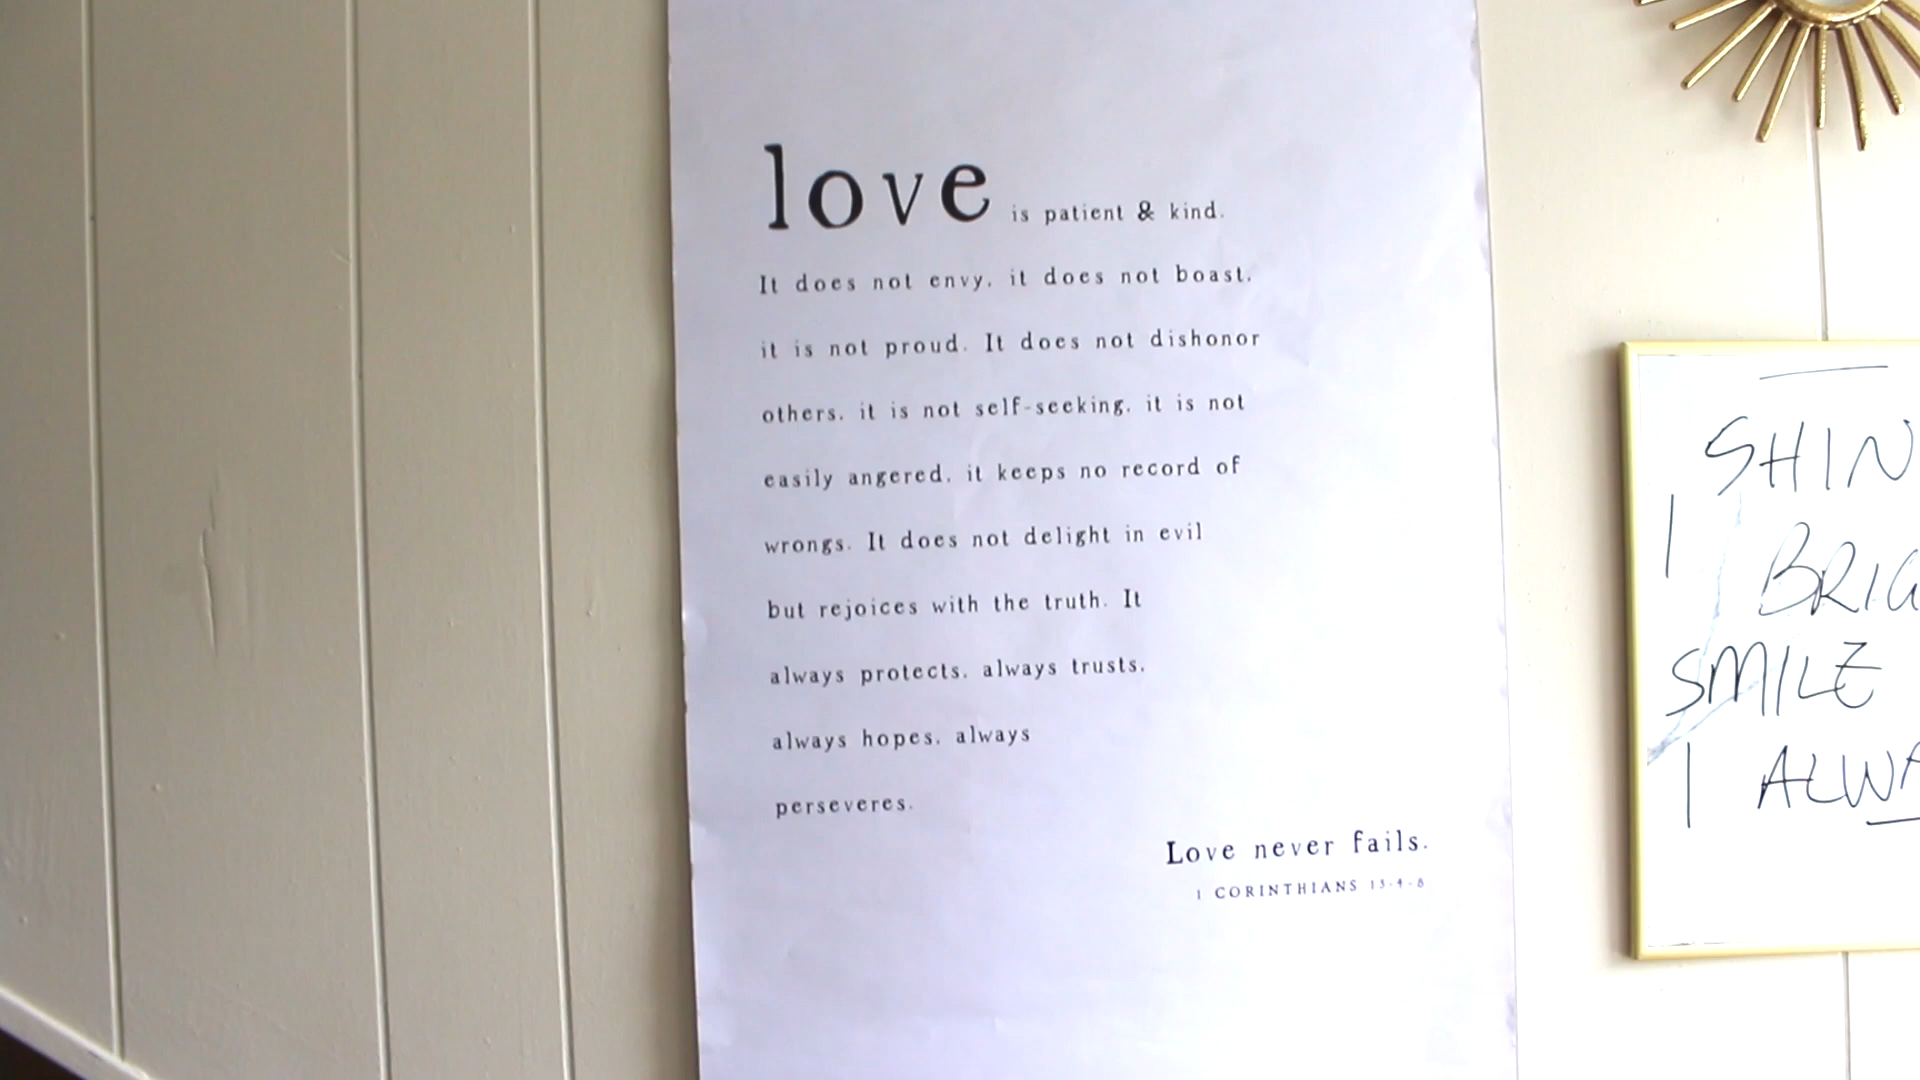 love is patient & kind.
It does not envy, it does not boast,
it is not proud. It does not dishonor
others, it is not self-seeking, it is not
easily angered, it keeps no record of
wrongs. It does not delight in evil
but rejoices with the truth. It
always protects, always trusts,
always hopes, always
perseveres.
Love never fails.
1 CORINTHIANS 13:4-8
SHIN
I BRIG
SMILE
I ALWA